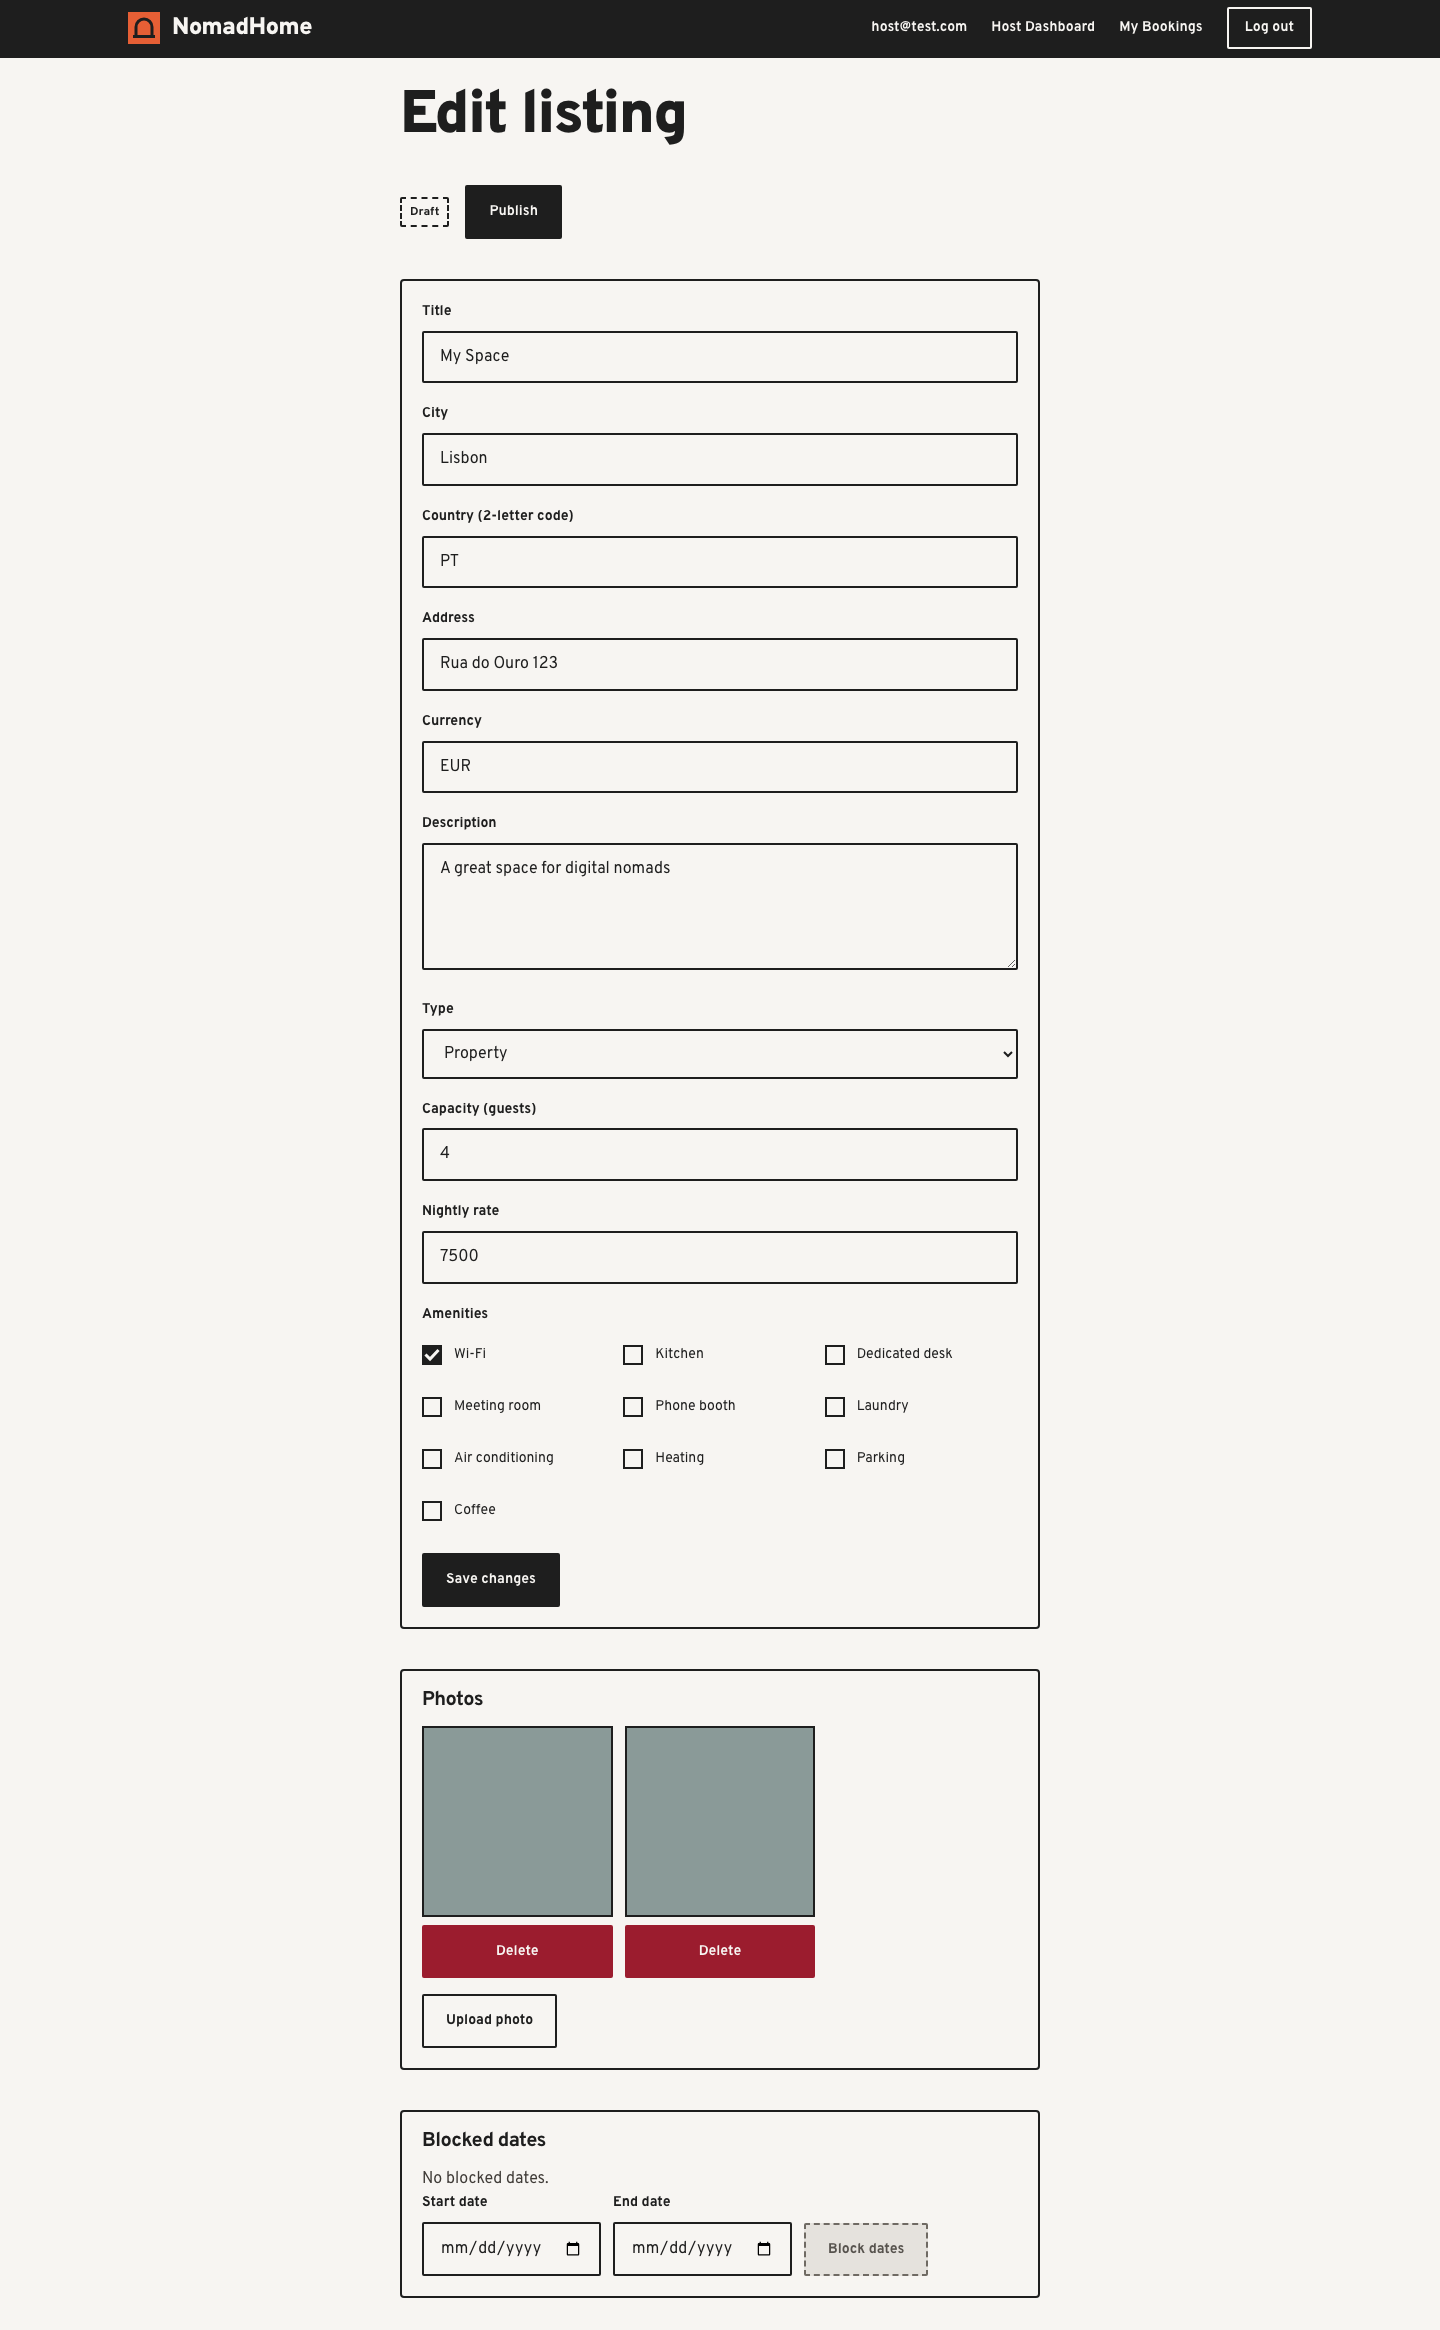 NomadHome
host@test.com Host Dashboard My Bookings Log out
Edit listing
Draft Publish
Title
My Space
City
Lisbon
Country (2-letter code)
PT
Address
Rua do Ouro 123
Currency
EUR
Description
A great space for digital nomads
Type
Property
Capacity (guests)
4
Nightly rate
7500
Amenities
Wi-Fi Kitchen Dedicated desk
Meeting room Phone booth Laundry
Air conditioning Heating Parking
Coffee
Save changes
Photos
Delete Delete
Upload photo
Blocked dates
No blocked dates.
Start date End date
mm/dd/yyyy mm/dd/yyyy Block dates